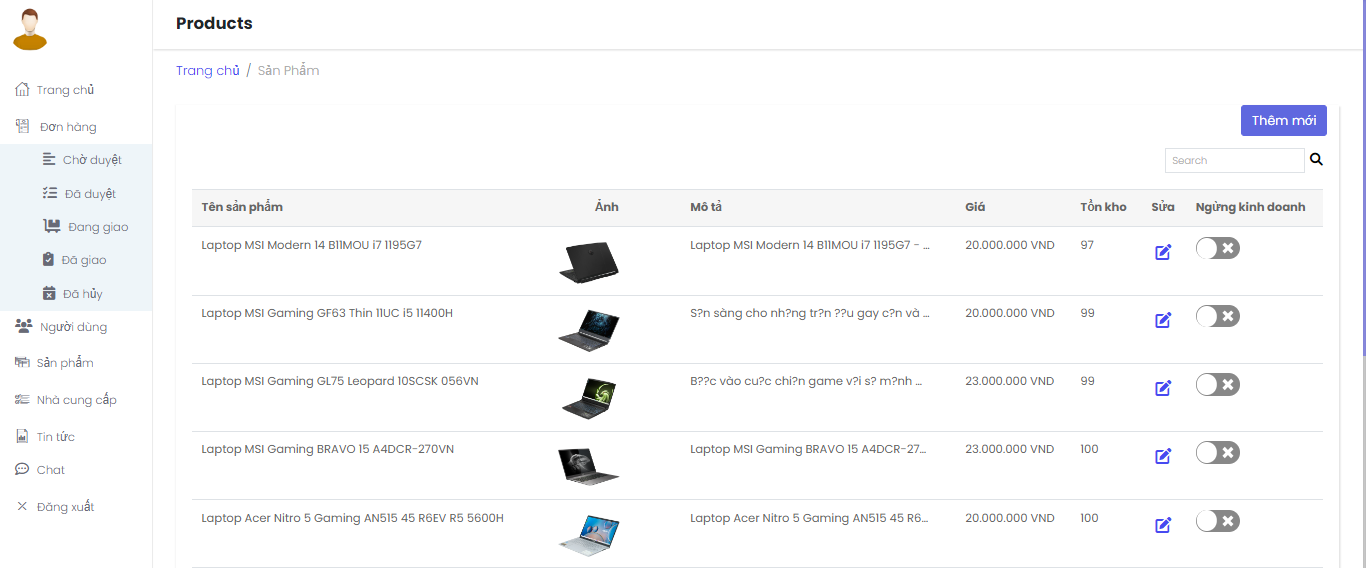 Products
Trang chủ / Sản Phẩm
Trang chủ
Đơn hàng
Chờ duyệt
Đã duyệt
Đang giao
Đã giao
Đã hủy
Người dùng
Sản phẩm
Nhà cung cấp
Tin tức
Chat
Đăng xuất
Thêm mới
Search
Tên sản phẩm Ảnh Mô tả Giá Tồn kho Sửa Ngừng kinh doanh
Laptop MSI Modern 14 B11MOU i7 1195G7 Laptop MSI Modern 14 B11MOU i7 1195G7 - ... 20.000.000 VND 97
Laptop MSI Gaming GF63 Thin 11UC i5 11400H S?n sàng cho nh?ng tr?n ??u gay c?n và ... 20.000.000 VND 99
Laptop MSI Gaming GL75 Leopard 10SCSK 056VN B??c vào cu?c chi?n game v?i s? m?nh ... 23.000.000 VND 99
Laptop MSI Gaming BRAVO 15 A4DCR-270VN Laptop MSI Gaming BRAVO 15 A4DCR-27... 23.000.000 VND 100
Laptop Acer Nitro 5 Gaming AN515 45 R6EV R5 5600H Laptop Acer Nitro 5 Gaming AN515 45 R6... 20.000.000 VND 100